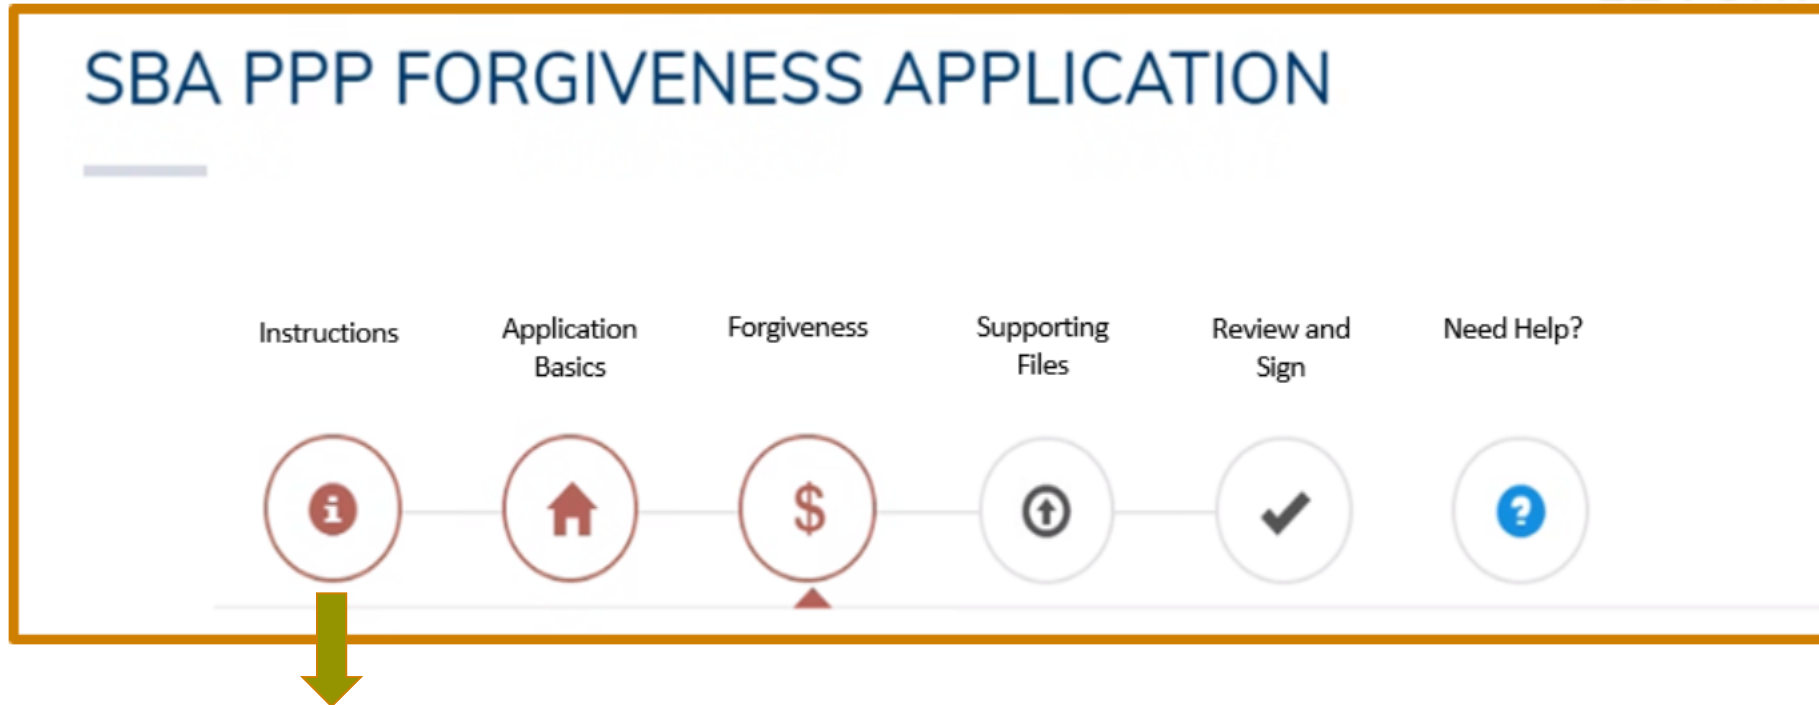 SBA PPP FORGIVENESS APPLICATION
Instructions
Application
Basics
Forgiveness
Supporting
Files
Review and
Sign
Need Help?
$
?